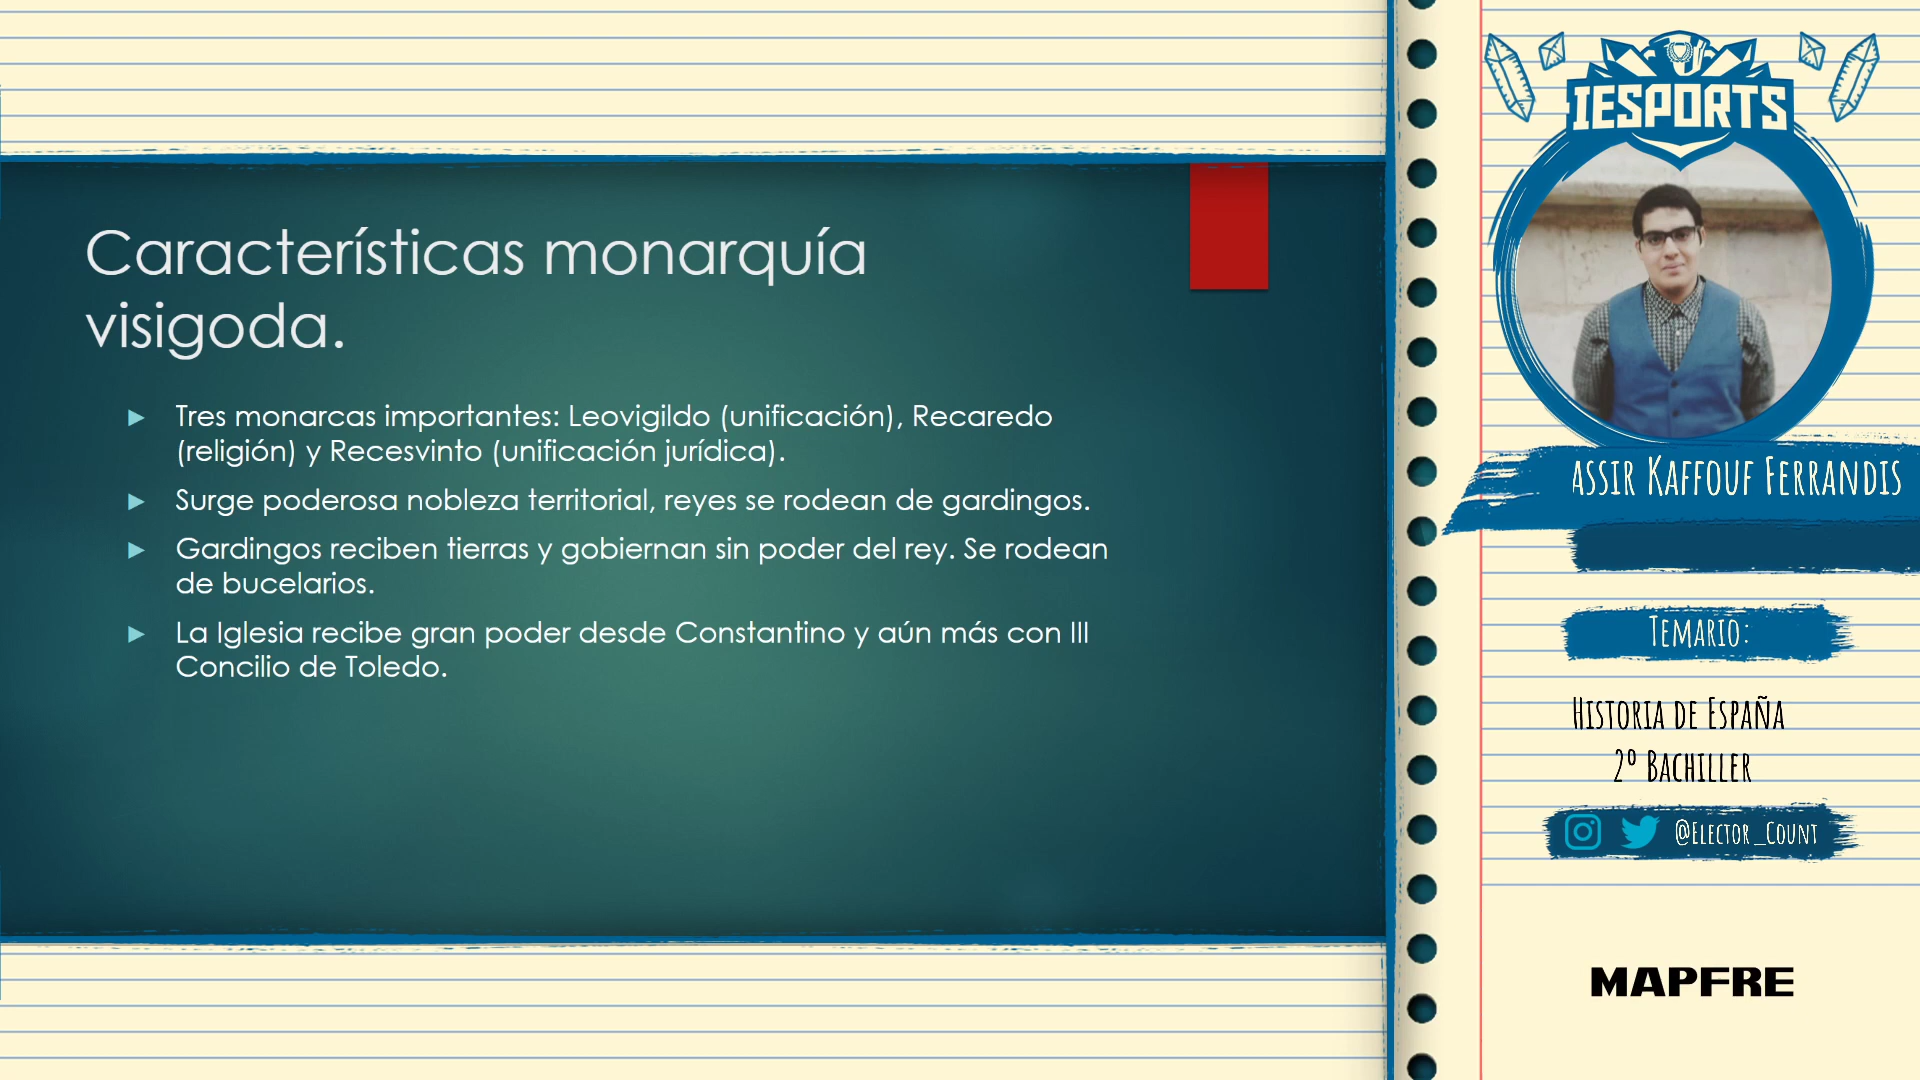 Características monarquía
visigoda.
► Tres monarcas importantes: Leovigildo (unificación), Recaredo
(religión) y Recesvinto (unificación jurídica).
► Surge poderosa nobleza territorial, reyes se rodean de gardingos.
► Gardingos reciben tierras y gobiernan sin poder del rey. Se rodean
de bucelarios.
► La Iglesia recibe gran poder desde Constantino y aún más con III
Concilio de Toledo.
IESPORTS
ASSIR KAFFOUF FERRANDIS
TEMARIO:
HISTORIA DE ESPAÑA
2º BACHILLER
@ELECTOR_COUNT
MAPFRE